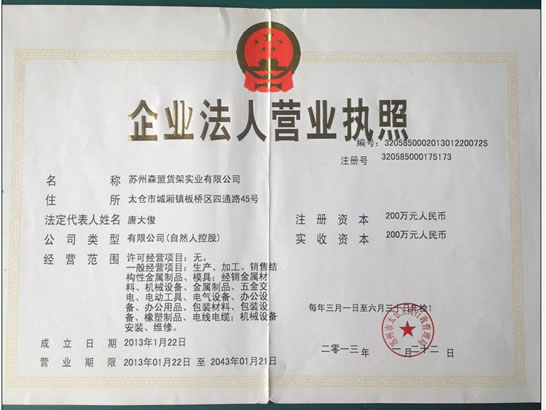 企业法人营业执照
编号:320585000201301220072S
注册号 320585000175173
名 称 苏州森盟货架实业有限公司
住 所 太仓市城厢镇板桥区四通路45号
法定代表人姓名 唐大俊
注册资本 200万元人民币
公司类型 有限公司(自然人控股)
实收资本 200万元人民币
经营范围 许可经营项目:无。
一般经营项目:生产、加工、销售结
构性金属制品、模具;经销金属材
料、机械设备、金属制品、五金交
电、电动工具、电气设备、办公设
备、办公用品、包装材料、包装设
备、橡塑制品、电线电缆;机械设备
安装、维修。
每年三月一日至六月三十日年检!
成立日期 2013年1月22日
二〇一三年 一月二十二日
营业期限 2013年01月22日 至 2043年01月21日